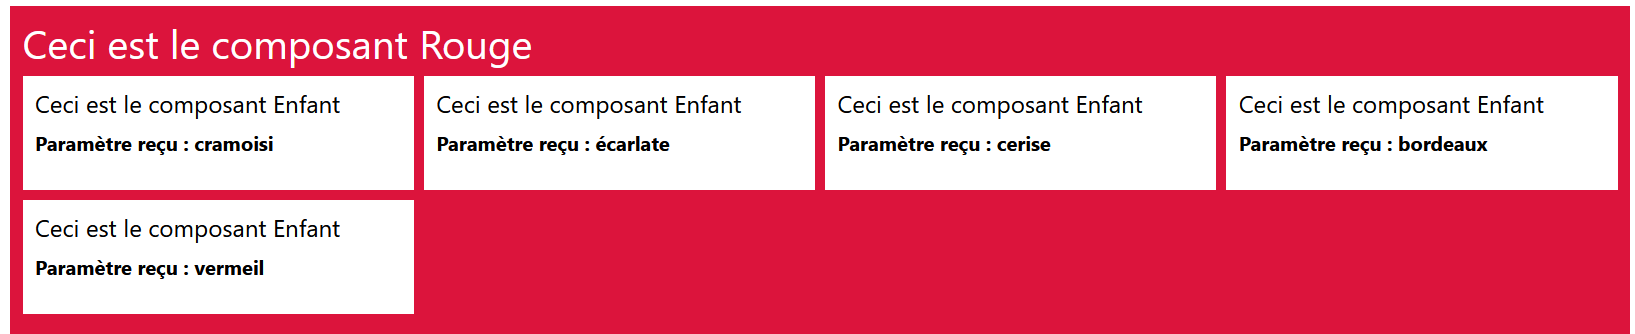 Ceci est le composant Rouge
Ceci est le composant Enfant
Paramètre reçu : cramoisi
Ceci est le composant Enfant
Paramètre reçu : écarlate
Ceci est le composant Enfant
Paramètre reçu : cerise
Ceci est le composant Enfant
Paramètre reçu : bordeaux
Ceci est le composant Enfant
Paramètre reçu : vermeil